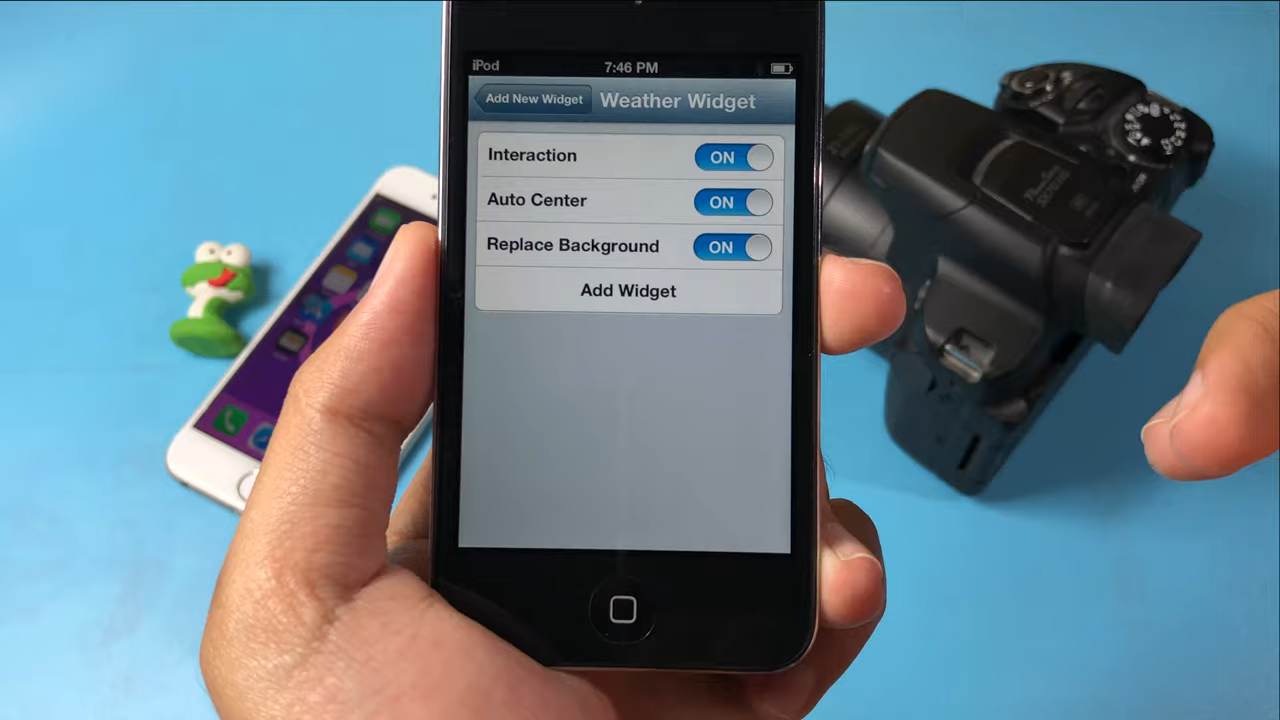 iPod
7:46 PM
Add New Widget
Weather Widget
Interaction
ON
Auto Center
ON
Replace Background
ON
Add Widget
PowerShot